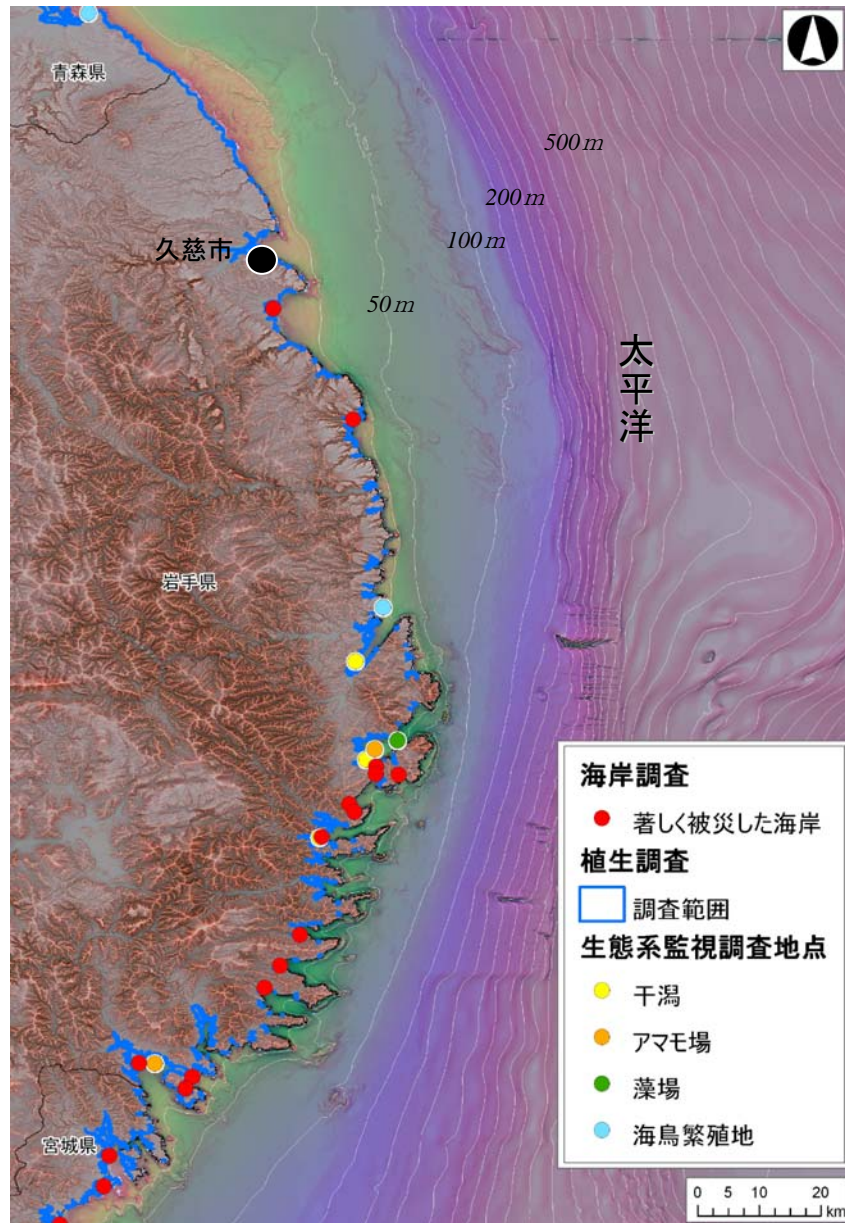 青森県
500m
200m
久慈市
100m
50m
太平洋
岩手県
海岸調査
著しく被災した海岸
植生調査
調査範囲
生態系監視調査地点
干潟
アマモ場
藻場
海鳥繁殖地
宮城県
0 5 10 20
km